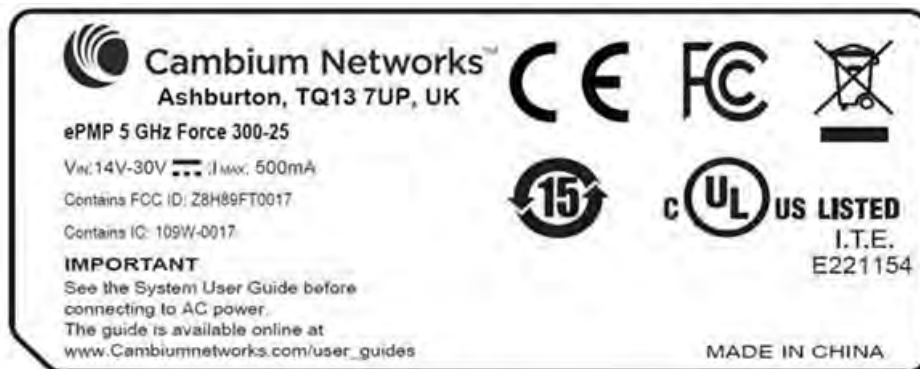 Cambium Networks™
Ashburton, TQ13 7UP, UK
ePMP 5 GHz Force 300-25
VIN:14V-30V :IMAX: 500mA
Contains FCC ID: Z8H89FT0017
Contains IC: 109W-0017
IMPORTANT
See the System User Guide before
connecting to AC power.
The guide is available online at
www.Cambiumnetworks.com/user_guides
CE FC
15
C UL US LISTED
I.T.E.
E221154
MADE IN CHINA